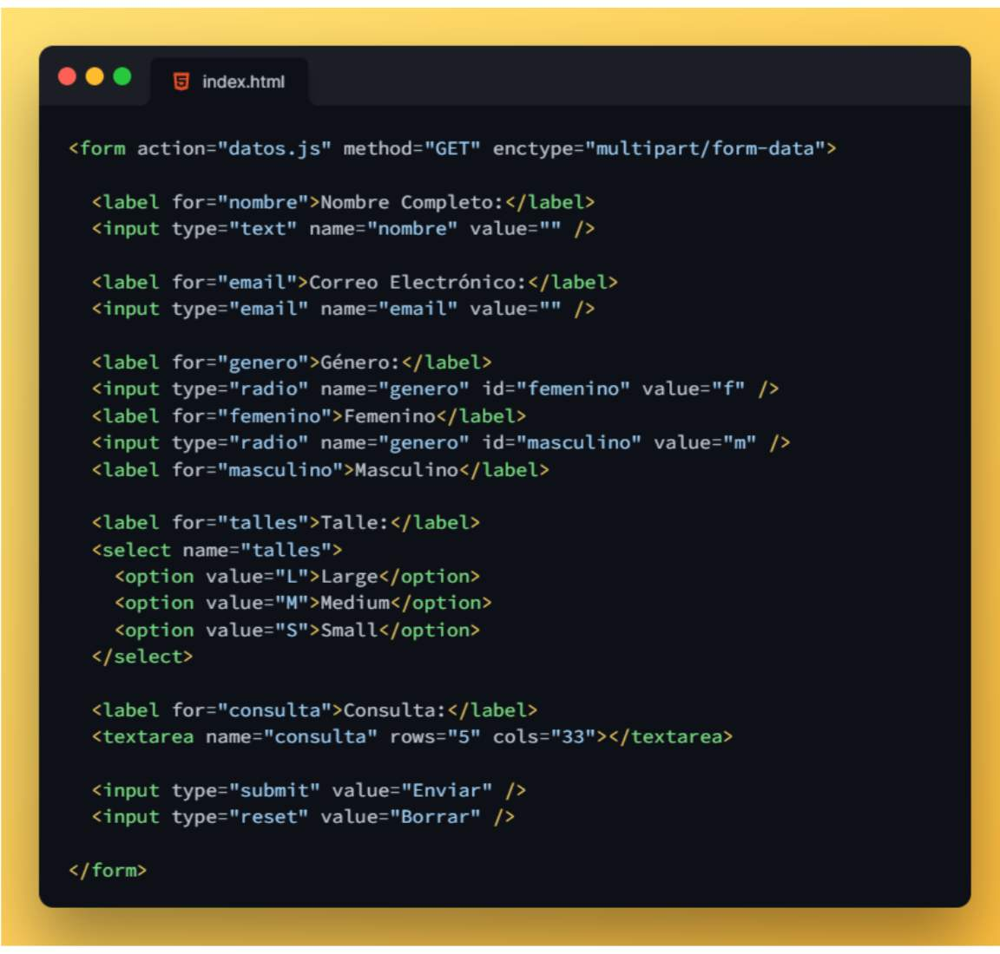 index.html
<form action="datos.js" method="GET" enctype="multipart/form-data">
<label for="nombre">Nombre Completo:</label>
<input type="text" name="nombre" value="" />
<label for="email">Correo Electrónico:</label>
<input type="email" name="email" value="" />
<label for="genero">Género:</label>
<input type="radio" name="genero" id="femenino" value="f" />
<label for="femenino">Femenino</label>
<input type="radio" name="genero" id="masculino" value="m" />
<label for="masculino">Masculino</label>
<label for="talles">Talle:</label>
<select name="talles">
<option value="L">Large</option>
<option value="M">Medium</option>
<option value="S">Small</option>
</select>
<label for="consulta">Consulta:</label>
<textarea name="consulta" rows="5" cols="33"></textarea>
<input type="submit" value="Enviar" />
<input type="reset" value="Borrar" />
</form>